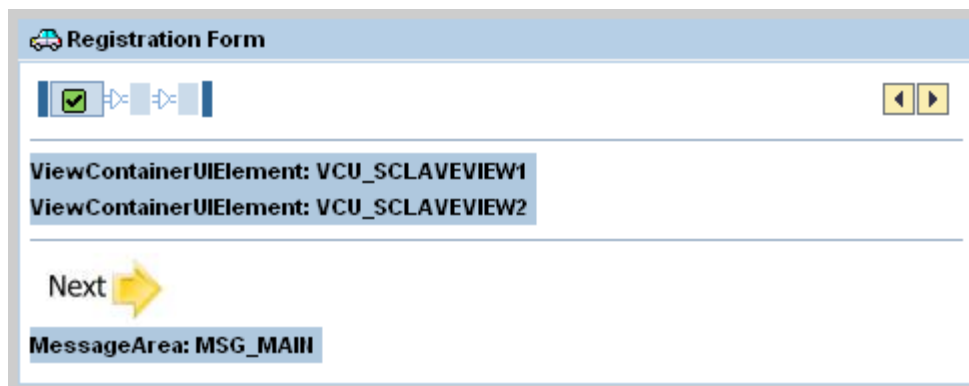 Registration Form
ViewContainerUIElement: VCU_SCLAVEVIEW1
ViewContainerUIElement: VCU_SCLAVEVIEW2
Next
MessageArea: MSG_MAIN